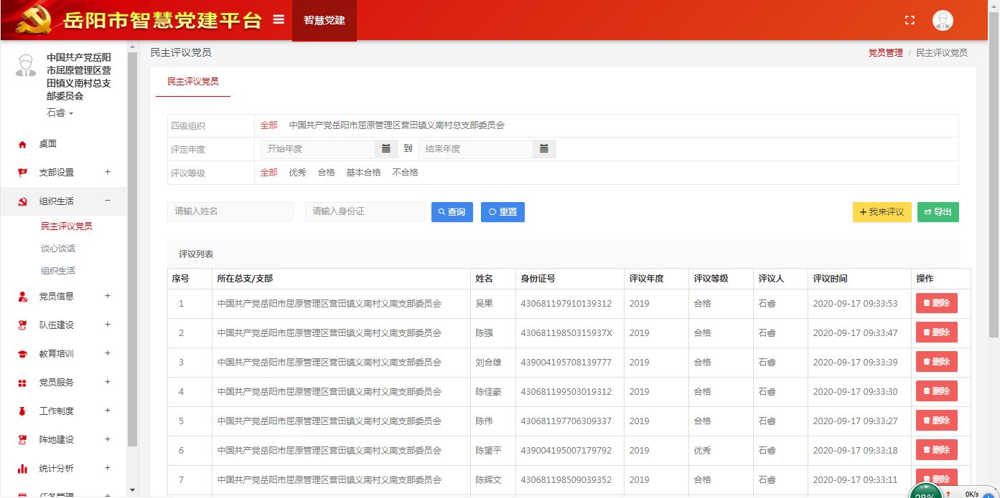 岳阳市智慧党建平台
智慧党建
中国共产党岳阳
市屈原管理区营
田镇义南村总支
部委员会
石睿
桌面
支部设置 +
组织生活 −
民主评议党员
谈心谈话
组织生活
党员信息 +
队伍建设 +
教育培训 +
党员服务 +
工作制度 +
阵地建设 +
统计分析 +
任务管理 +
民主评议党员
党员管理 / 民主评议党员
民主评议党员
四级组织 全部 中国共产党岳阳市屈原管理区营田镇义南村总支部委员会
评定年度 开始年度 到 结束年度
评议等级 全部 优秀 合格 基本合格 不合格
请输入姓名 请输入身份证 查询 重置 +我来评议 导出
评议列表
序号 所在总支/支部 姓名 身份证号 评议年度 评议等级 评议人 评议时间 操作
1 中国共产党岳阳市屈原管理区营田镇义南村义南支部委员会 吴果 430681197910139312 2019 合格 石睿 2020-09-17 09:33:53 删除
2 中国共产党岳阳市屈原管理区营田镇义南村义南支部委员会 陈强 43068119850315937X 2019 合格 石睿 2020-09-17 09:33:47 删除
3 中国共产党岳阳市屈原管理区营田镇义南村义南支部委员会 刘合雄 439004195708139777 2019 合格 石睿 2020-09-17 09:33:39 删除
4 中国共产党岳阳市屈原管理区营田镇义南村义南支部委员会 陈佳豪 430681199503019312 2019 合格 石睿 2020-09-17 09:33:30 删除
5 中国共产党岳阳市屈原管理区营田镇义南村义南支部委员会 陈伟 430681197706309337 2019 合格 石睿 2020-09-17 09:33:27 删除
6 中国共产党岳阳市屈原管理区营田镇义南村义南支部委员会 陈望平 439004195007179792 2019 优秀 石睿 2020-09-17 09:33:18 删除
7 中国共产党岳阳市屈原管理区营田镇义南村义南支部委员会 陈辉文 430681198509039352 2019 合格 石睿 2020-09-17 09:33:11 删除
28% 0K/s